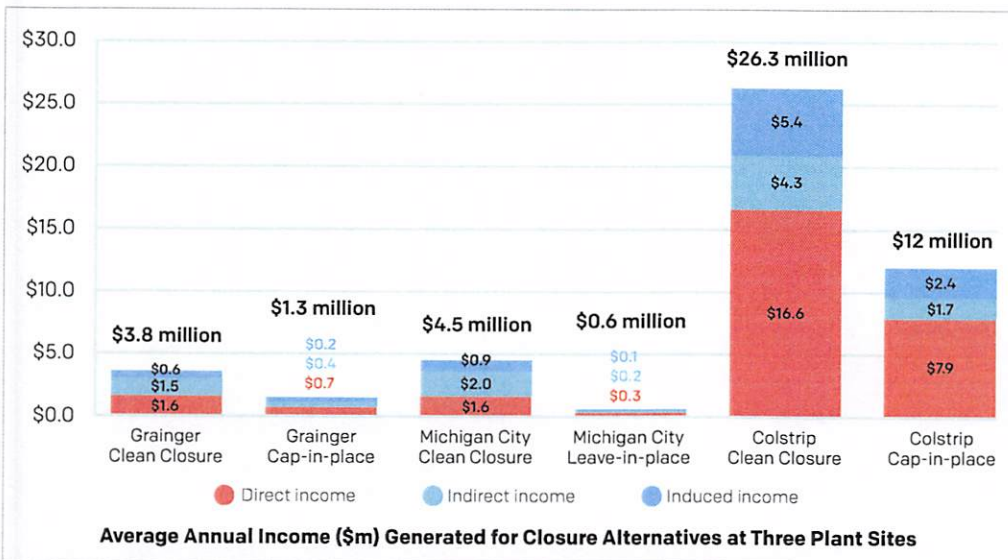 $30.0
$25.0
$20.0
$15.0
$10.0
$5.0
$0.0
$3.8 million
$0.6
$1.5
$1.6
$1.3 million
$0.2
$0.4
$0.7
$4.5 million
$0.9
$2.0
$1.6
$0.6 million
$0.1
$0.2
$0.3
$26.3 million
$5.4
$4.3
$16.6
$12 million
$2.4
$1.7
$7.9
Grainger
Clean Closure
Grainger
Cap-in-place
Michigan City
Clean Closure
Michigan City
Leave-in-place
Colstrip
Clean Closure
Colstrip
Cap-in-place
Direct income
Indirect income
Induced income
Average Annual Income ($m) Generated for Closure Alternatives at Three Plant Sites